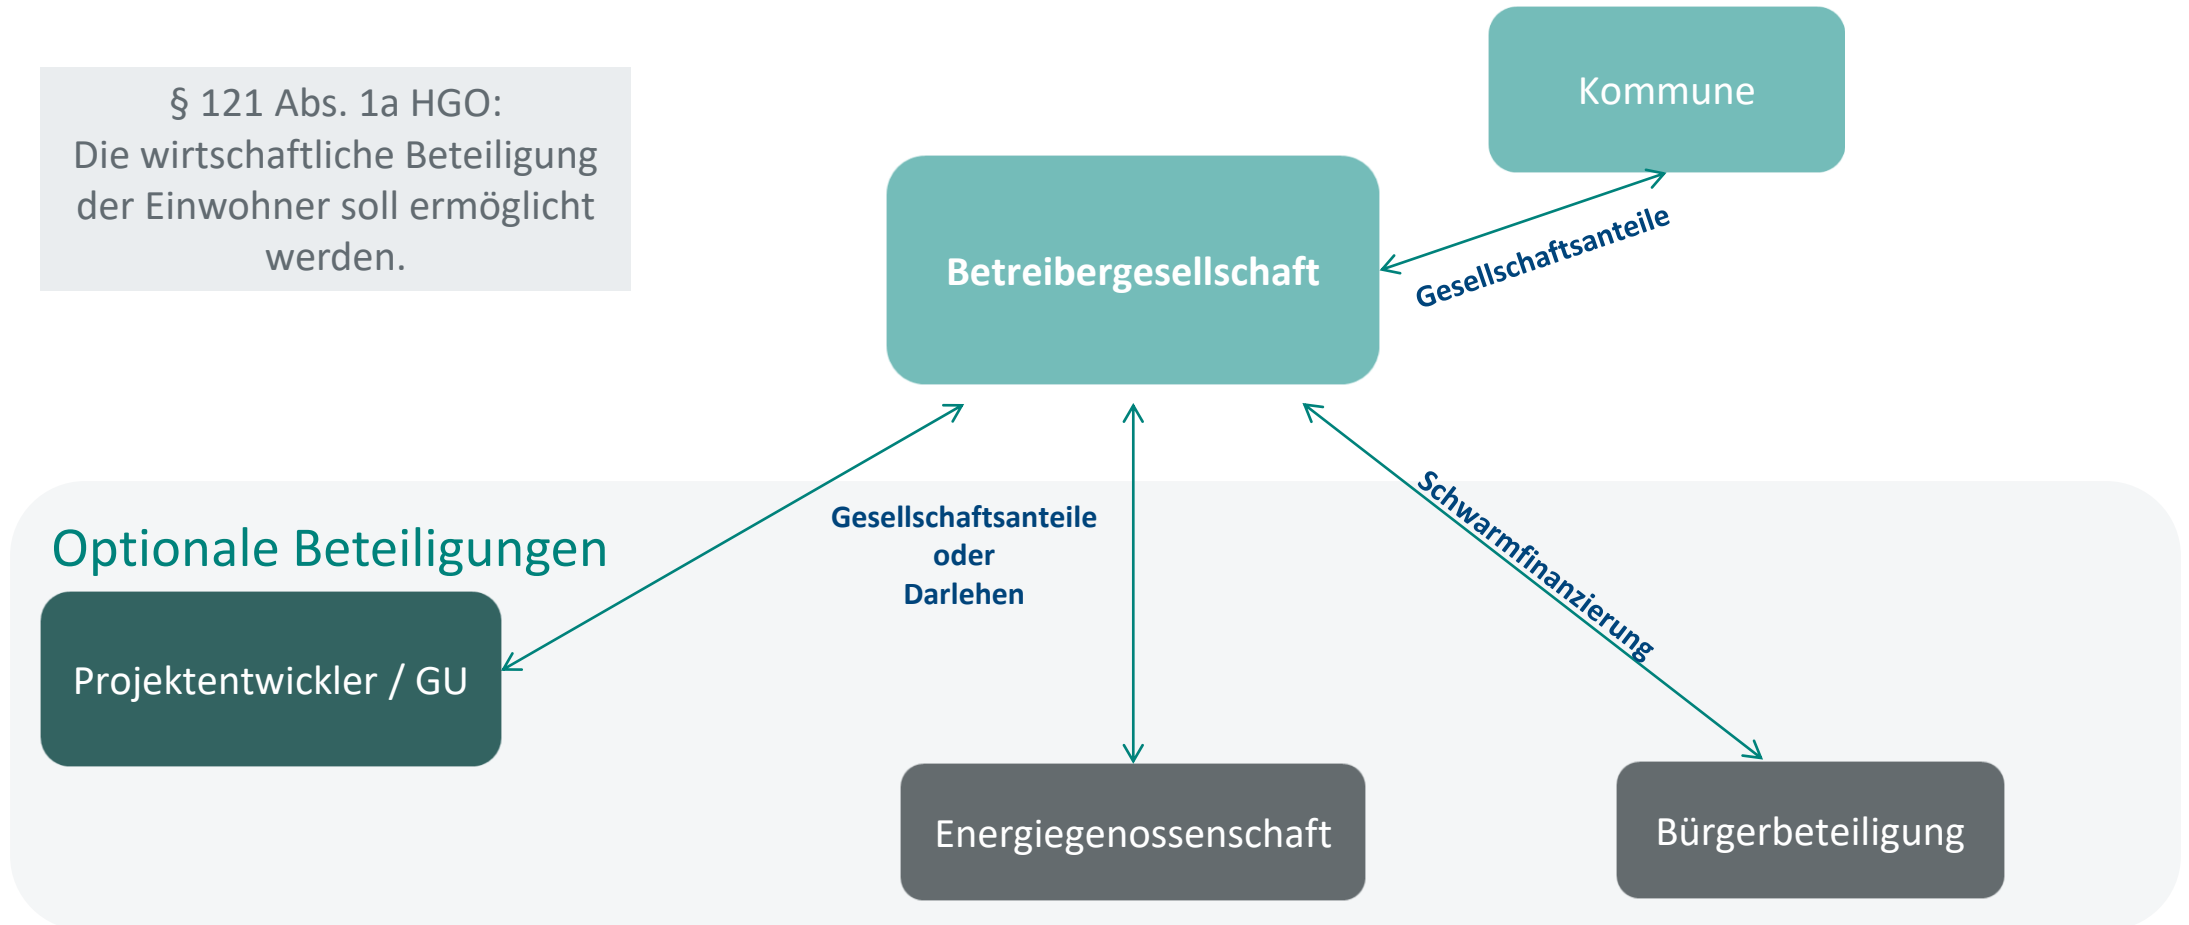 § 121 Abs. 1a HGO:
Die wirtschaftliche Beteiligung
der Einwohner soll ermöglicht
werden.
Kommune
Betreibergesellschaft
Gesellschaftsanteile
Optionale Beteiligungen
Gesellschaftsanteile
oder
Darlehen
Schwarmfinanzierung
Projektentwickler / GU
Energiegenossenschaft
Bürgerbeteiligung